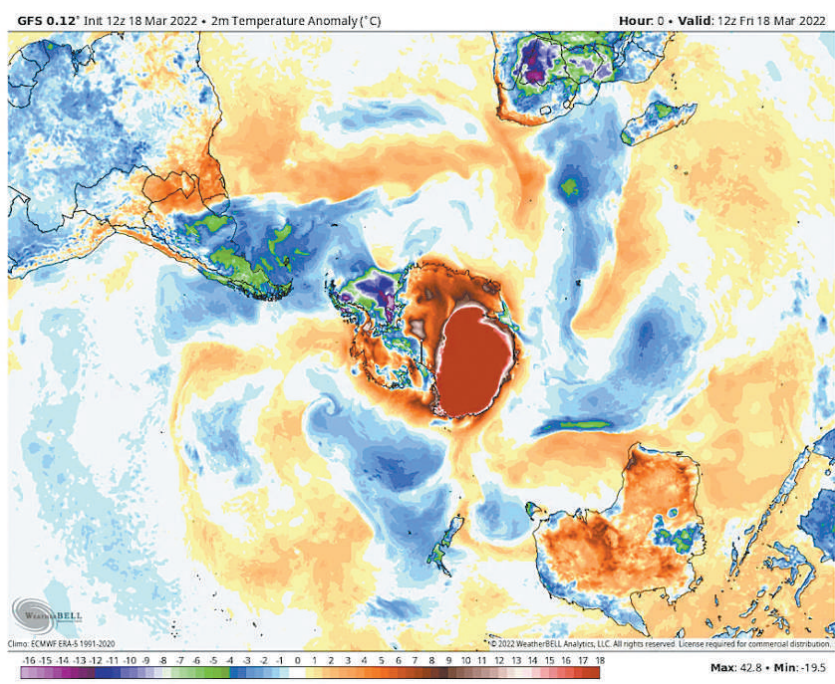 GFS 0.12° Init 12z 18 Mar 2022 • 2m Temperature Anomaly (°C) Hour: 0 • Valid: 12z Fri 18 Mar 2022
WEATHERBELL
Climo: ECMWF ERA-5 1991-2020 © 2022 WeatherBELL Analytics, LLC. All rights reserved. License required for commercial distribution.
-16 -15 -14 -13 -12 -11 -10 -9 -8 -7 -6 -5 -4 -3 -2 -1 0 1 2 3 4 5 6 7 8 9 10 11 12 13 14 15 16 17 18 Max: 42.8 • Min: -19.5